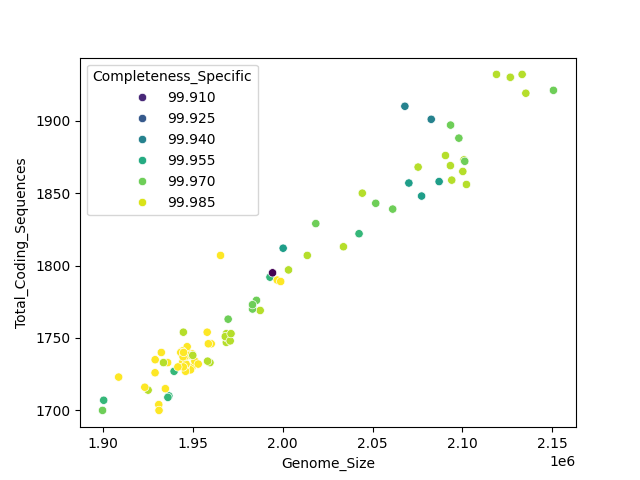 Completeness_Specific
99.910
99.925
99.940
99.955
99.970
99.985
Total_Coding_Sequences
1900
1850
1800
1750
1700
1.90 1.95 2.00 2.05 2.10 2.15
1e6
Genome_Size